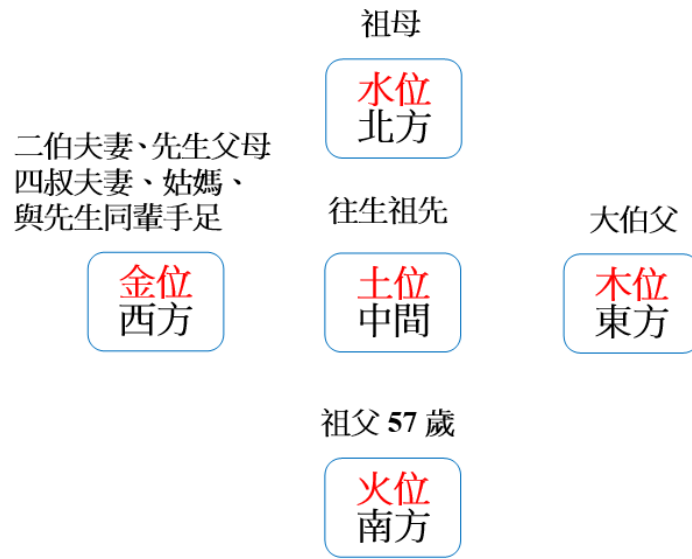 祖母
水位
北方
二伯夫妻、先生父母
四叔夫妻、姑媽、
與先生同輩手足
金位
西方
往生祖先
土位
中間
大伯父
木位
東方
祖父 57 歲
火位
南方